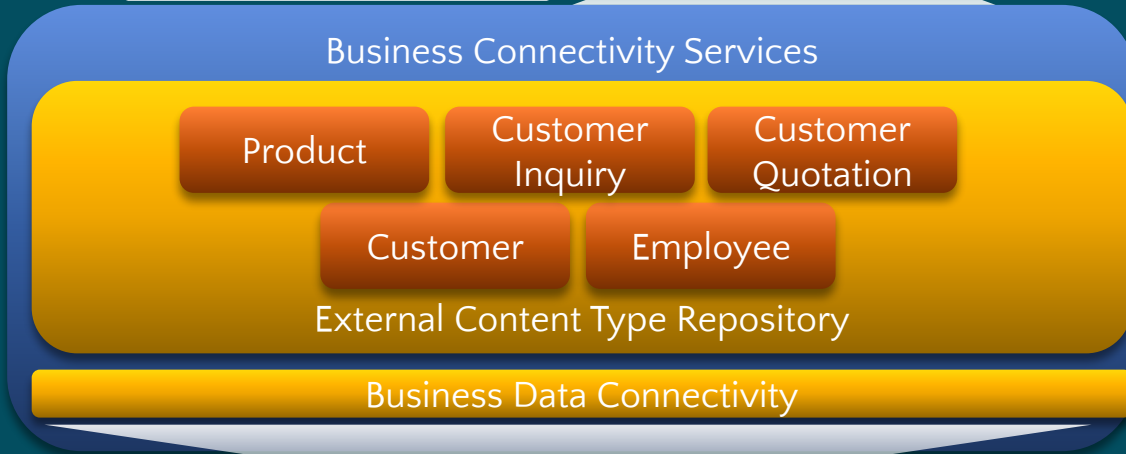 Business Connectivity Services
Product
Customer
Inquiry
Customer
Quotation
Customer
Employee
External Content Type Repository
Business Data Connectivity